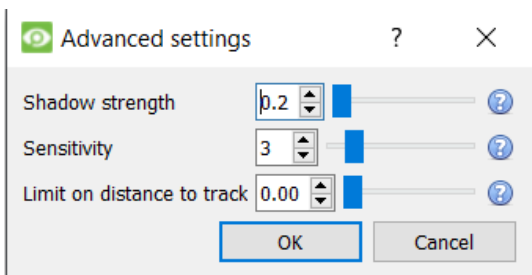 Advanced settings ? ×
Shadow strength 0.2 ?
Sensitivity 3 ?
Limit on distance to track 0.00 ?
OK Cancel